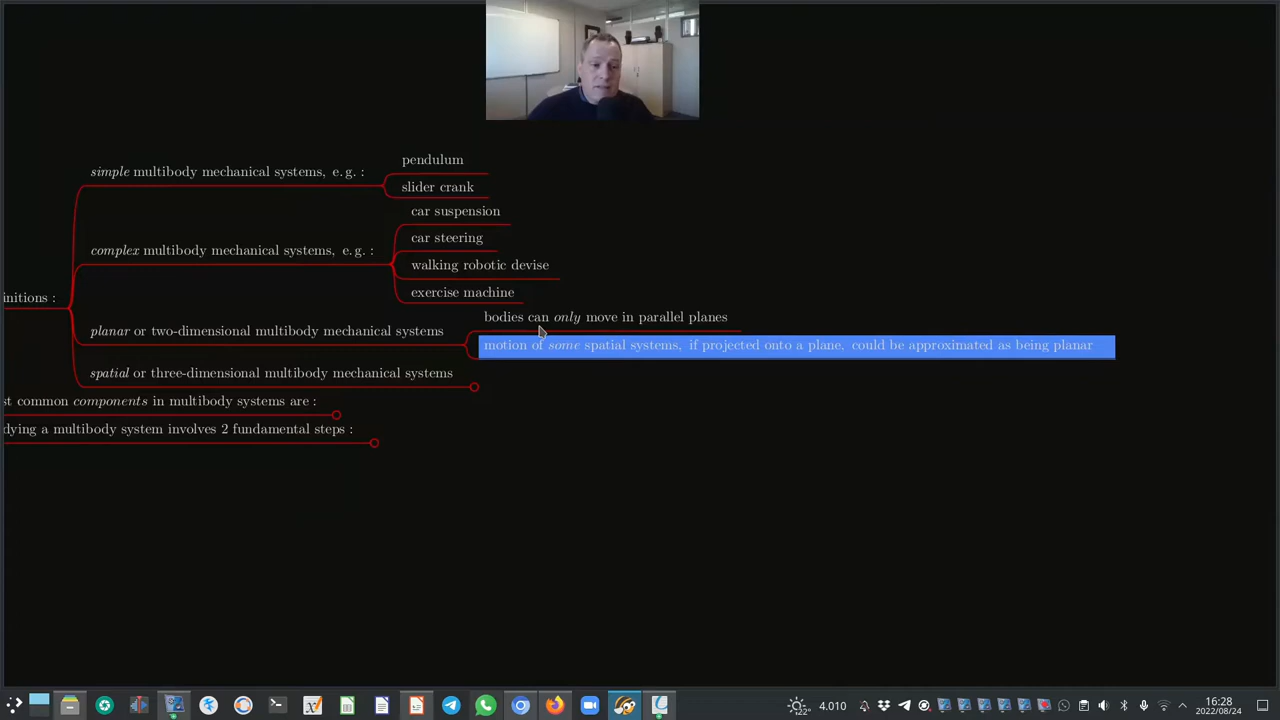 simple multibody mechanical systems, e.g. :
pendulum
slider crank
complex multibody mechanical systems, e.g. :
car suspension
car steering
walking robotic devise
exercise machine
initions :
planar or two-dimensional multibody mechanical systems
bodies can only move in parallel planes
motion of some spatial systems, if projected onto a plane, could be approximated as being planar
spatial or three-dimensional multibody mechanical systems
st common components in multibody systems are :
dying a multibody system involves 2 fundamental steps :
22°
4.010
16:28
2022/08/24